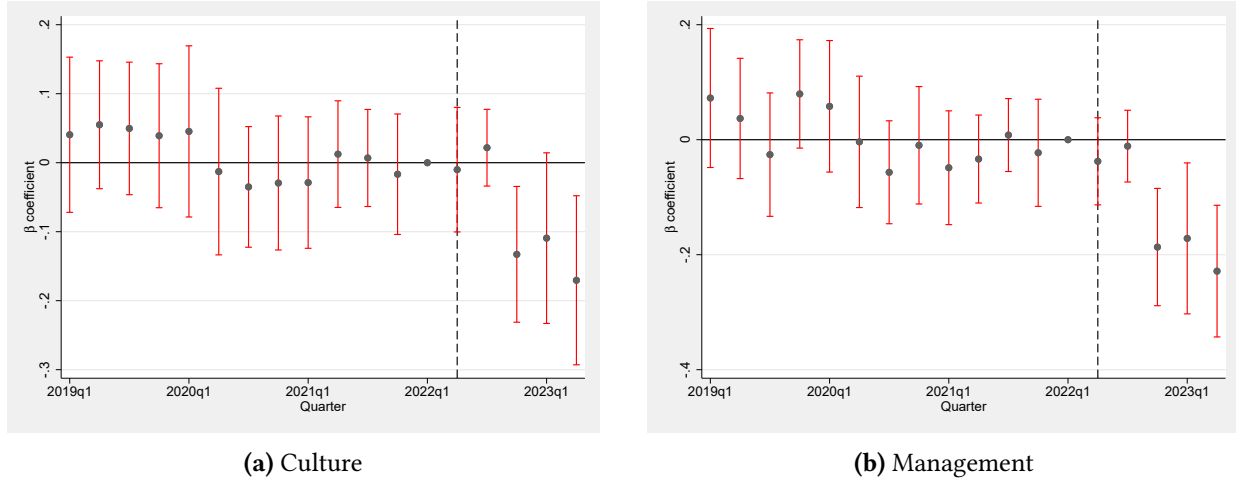 .2
.1
0
-.1
-.2
-.3
β coefficient
2019q1 2020q1 2021q1 2022q1 2023q1
Quarter
(a) Culture
.2
0
-.2
-.4
β coefficient
2019q1 2020q1 2021q1 2022q1 2023q1
Quarter
(b) Management